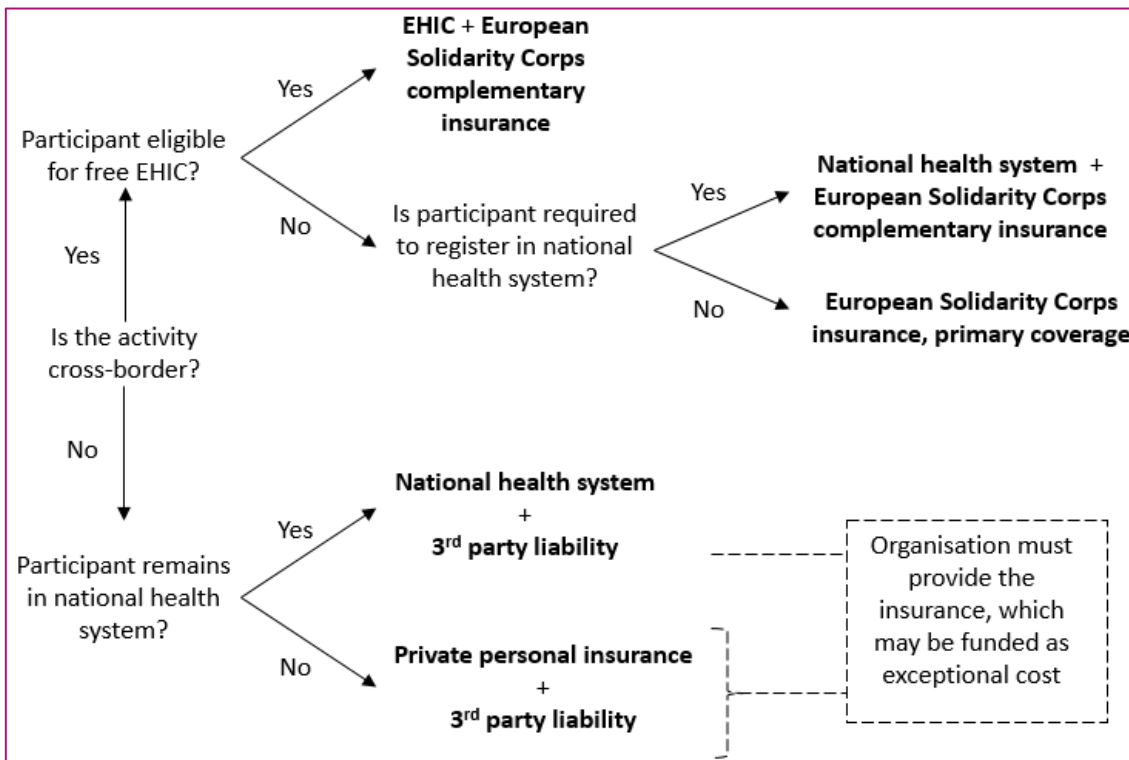 EHIC + European
Solidarity Corps
complementary
insurance
Yes
Participant eligible
for free EHIC?
No
Is participant required
to register in national
health system?
Yes
National health system +
European Solidarity Corps
complementary insurance
No
European Solidarity Corps
insurance, primary coverage
Yes
Is the activity
cross-border?
No
Participant remains
in national health
system?
Yes
National health system
+
3rd party liability
No
Private personal insurance
+
3rd party liability
Organisation must
provide the
insurance, which
may be funded as
exceptional cost